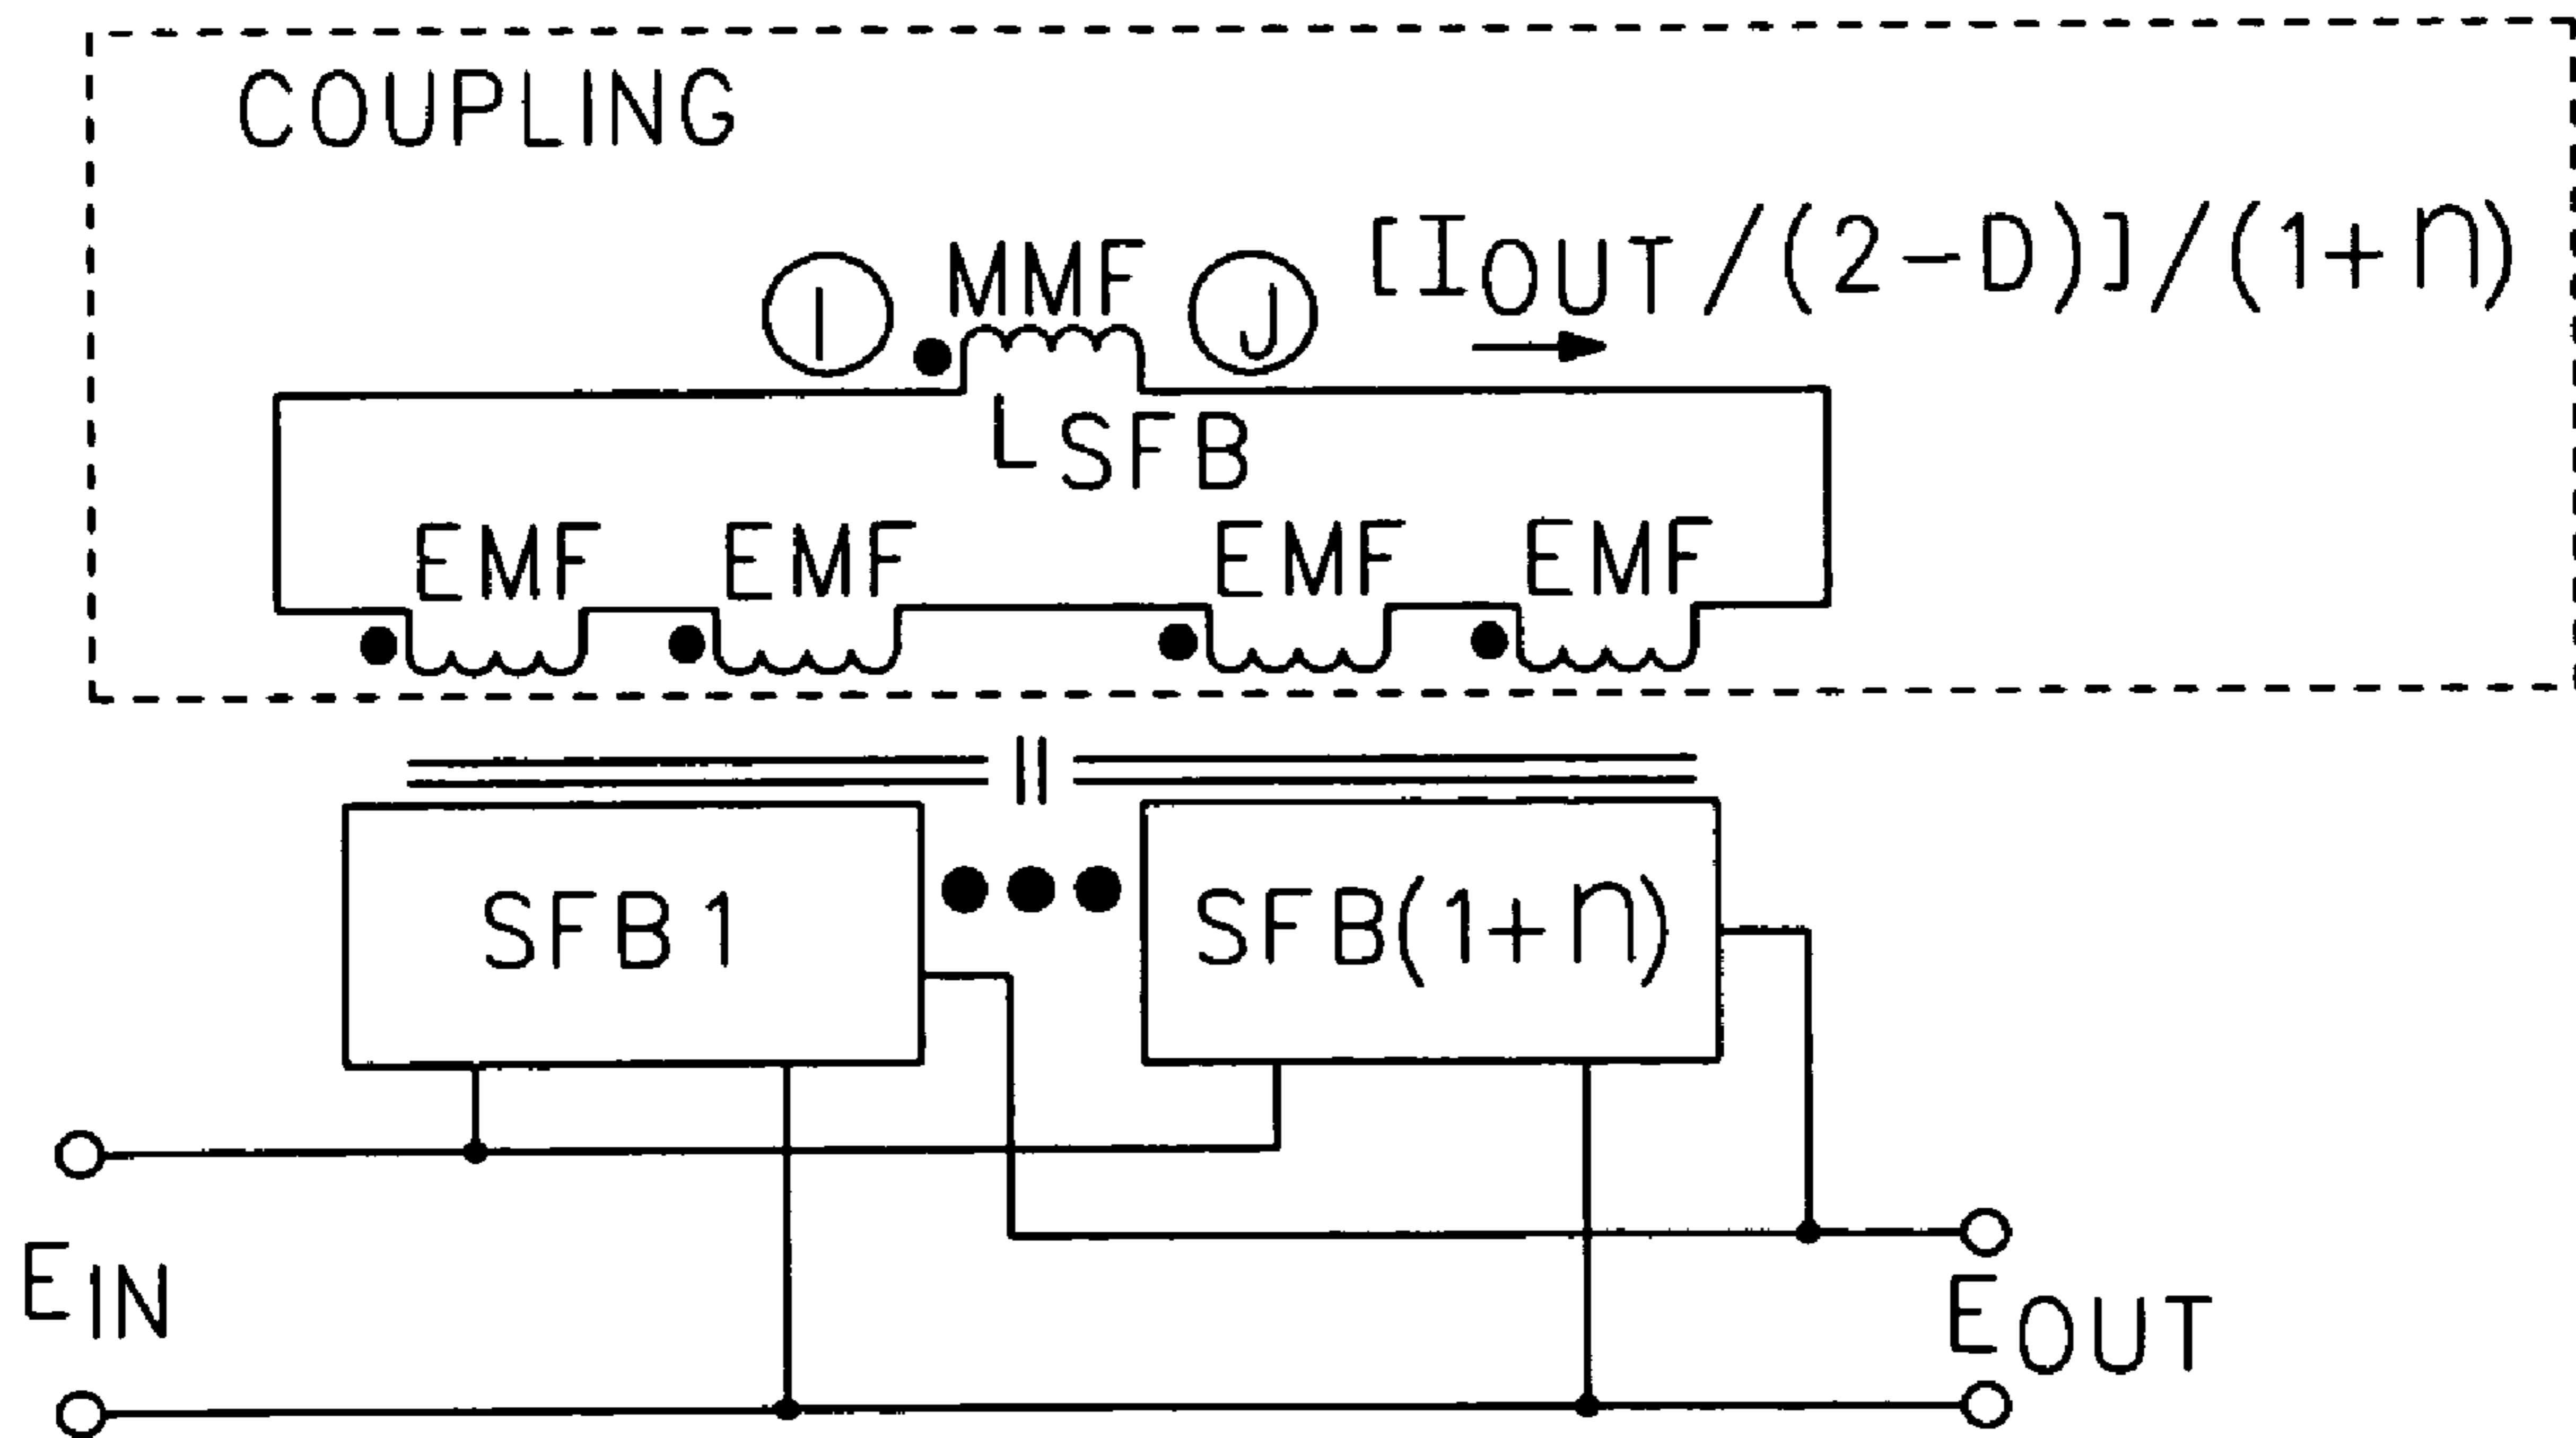 COUPLING
I MMF J [IOUT/(2-D)]/(1+n)
LSFB
EMF EMF EMF EMF
SFB1 SFB(1+n)
EIN EOUT